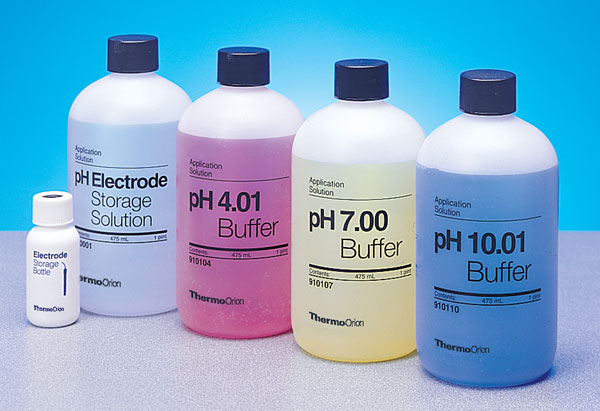 Electrode
Storage
Bottle
ThermoOrion
Application
Solution
pH Electrode
Storage
Solution
475 mL 1 pint
ThermoOrion
Application
Solution
pH 4.01
Buffer
Contents: 475 mL 1 pint
910104
ThermoOrion
Application
Solution
pH 7.00
Buffer
Contents: 475 mL 1 pint
910107
ThermoOrion
Application
Solution
pH 10.01
Buffer
Contents: 475 mL 1 pint
910110
ThermoOrion